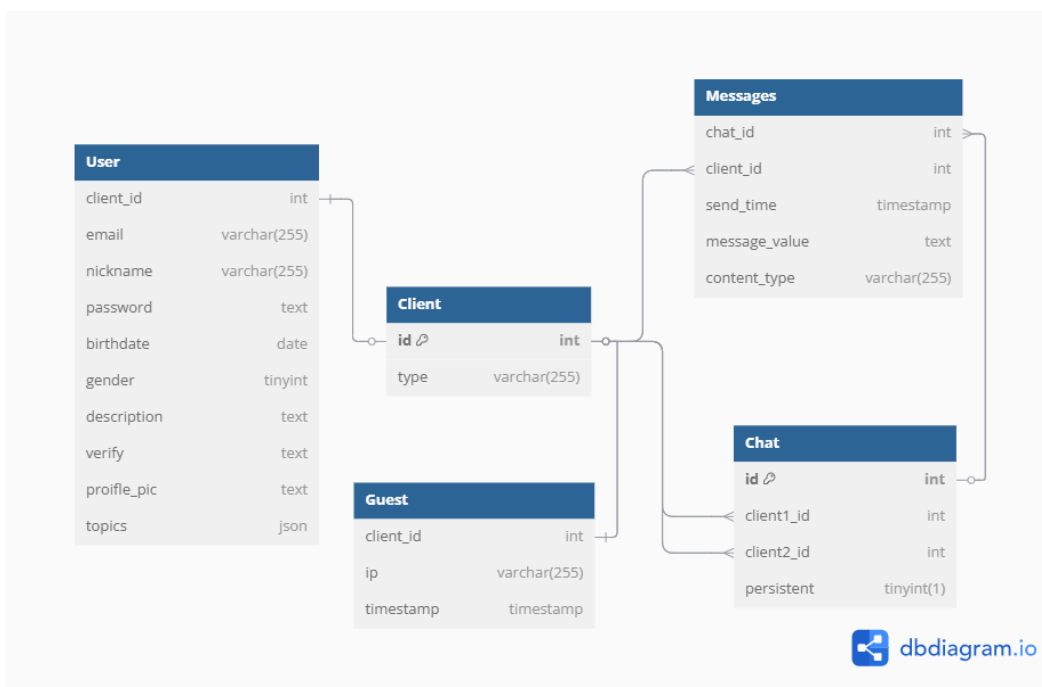 User
client_id int
email varchar(255)
nickname varchar(255)
password text
birthdate date
gender tinyint
description text
verify text
proifle_pic text
topics json
Client
id int
type varchar(255)
Guest
client_id int
ip varchar(255)
timestamp timestamp
Messages
chat_id int
client_id int
send_time timestamp
message_value text
content_type varchar(255)
Chat
id int
client1_id int
client2_id int
persistent tinyint(1)
dbdiagram.io